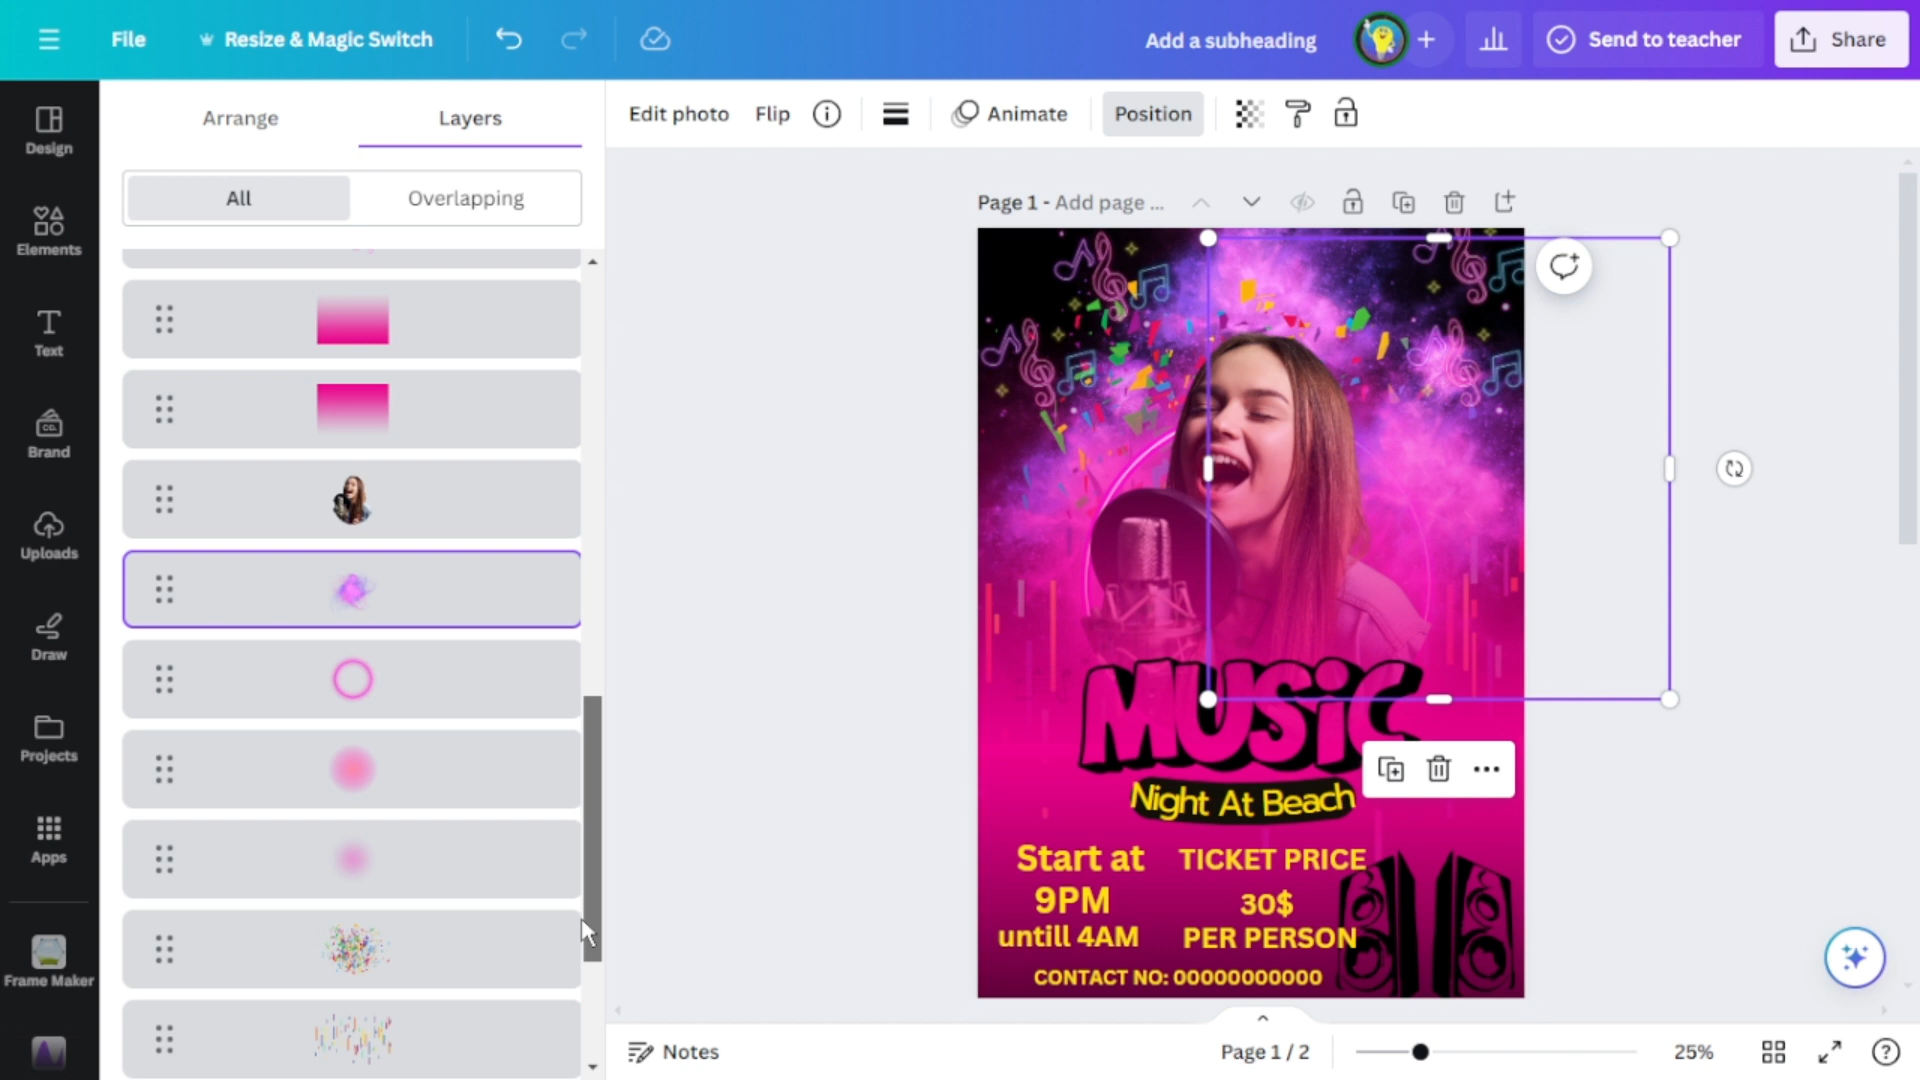 File
Resize & Magic Switch
Add a subheading
Send to teacher
Share
Design
Elements
Text
Brand
CO.
Uploads
Draw
Projects
Apps
Frame Maker
Arrange
Layers
All
Overlapping
Edit photo
Flip
Animate
Position
Page 1 - Add page ...
MUSiC
Night At Beach
Start at
9PM
untill 4AM
TICKET PRICE
30$
PER PERSON
CONTACT NO: 00000000000
Notes
Page 1 / 2
25%